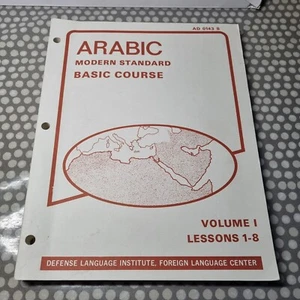 AD 0143 S
ARABIC
MODERN STANDARD
BASIC COURSE
VOLUME I
LESSONS 1-8
DEFENSE LANGUAGE INSTITUTE, FOREIGN LANGUAGE CENTER